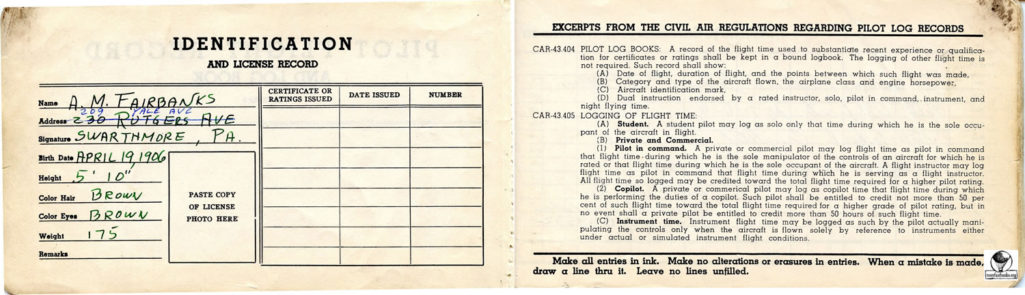 IDENTIFICATION
AND LICENSE RECORD
Name A. M. FAIRBANKS
209 YALE AVE
Address 230 RUTGERS AVE
Signature SWARTHMORE, PA.
Birth Date APRIL 19, 1906
Height 5' 10"
Color Hair BROWN
Color Eyes BROWN
Weight 175
Remarks
PASTE COPY
OF LICENSE
PHOTO HERE
CERTIFICATE OR
RATINGS ISSUED
DATE ISSUED
NUMBER
EXCERPTS FROM THE CIVIL AIR REGULATIONS REGARDING PILOT LOG RECORDS
CAR-43.404 PILOT LOG BOOKS: A record of the flight time used to substantiate recent experience or qualifica-
tion for certificates or ratings shall be kept in a bound logbook. The logging of other flight time is
not required. Such record shall show:
(A) Date of flight, duration of flight, and the points between which such flight was made,
(B) Category and type of the aircraft flown, the airplane class and engine horsepower,
(C) Aircraft identification mark,
(D) Dual instruction endorsed by a rated instructor, solo, pilot in command, instrument, and
night flying time.
CAR-43.405 LOGGING OF FLIGHT TIME:
(A) Student. A student pilot may log as solo only that time during which he is the sole occu-
pant of the aircraft in flight.
(B) Private and Commercial.
(1) Pilot in command. A private or commercial pilot may log flight time as pilot in command
that flight time during which he is the sole manipulator of the controls of an aircraft for which he is
rated or that flight time during which he is the sole occupant of the aircraft. A flight instructor may log
flight time as pilot in command that flight time during which he is serving as a flight instructor.
All flight time so logged may be credited toward the total flight time required for a higher pilot rating.
(2) Copilot. A private or commerical pilot may log copilot time that flight time during which
he is performing the duties of a copilot. Such pilot shall be entitled to credit not more than 50 per
cent of such flight time toward the total flight time required for a higher grade of pilot rating, but in
no event shall a private pilot be entitled to credit more than 50 hours of such flight time.
(C) Instrument time. Instrument flight time may be logged as such by the pilot actually mani-
pulating the controls only when the aircraft is flown solely by reference to instruments either
under actual or simulated instrument flight conditions.
Make all entries in ink. Make no alterations or erasures in entries. When a mistake is made,
draw a line thru it. Leave no lines unfilled.